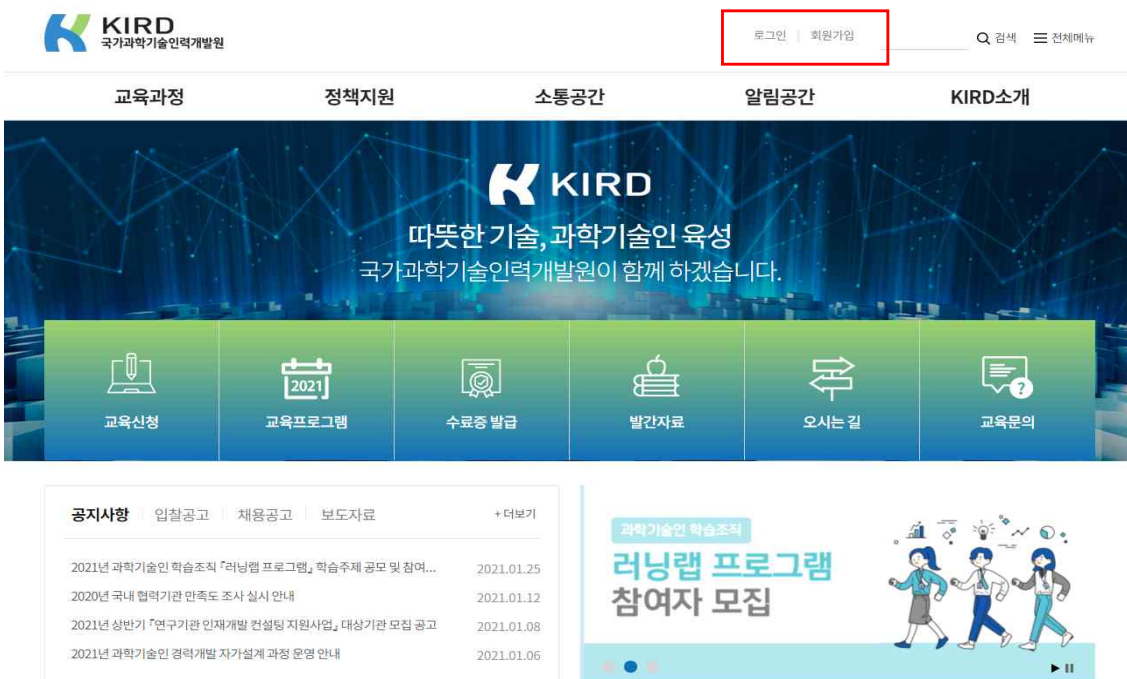 KIRD
국가과학기술인력개발원
로그인 | 회원가입
검색 전체메뉴
교육과정 정책지원 소통공간 알림공간 KIRD소개
KIRD
따뜻한 기술, 과학기술인 육성
국가과학기술인력개발원이 함께 하겠습니다.
2021
교육신청 교육프로그램 수료증 발급 발간자료 오시는 길 교육문의
공지사항 입찰공고 채용공고 보도자료 + 더보기
2021년 과학기술인 학습조직 『러닝랩 프로그램』 학습주제 공모 및 참여... 2021.01.25
2020년 국내 협력기관 만족도 조사 실시 안내 2021.01.12
2021년 상반기 『연구기관 인재개발 컨설팅 지원사업』 대상기관 모집 공고 2021.01.08
2021년 과학기술인 경력개발 자가설계 과정 운영 안내 2021.01.06
과학기술인 학습조직
러닝랩 프로그램
참여자 모집